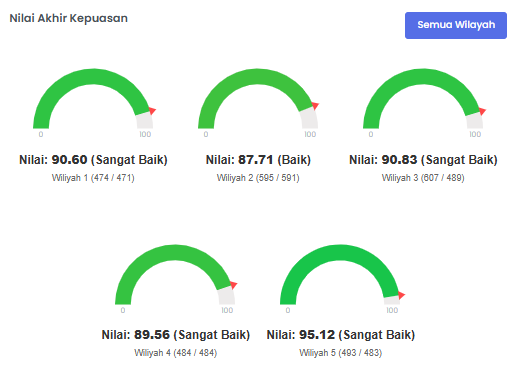 Nilai Akhir Kepuasan
Semua Wilayah
0 100
0 100
0 100
Nilai: 90.60 (Sangat Baik)
Nilai: 87.71 (Baik)
Nilai: 90.83 (Sangat Baik)
Wiliyah 1 (474 / 471)
Wiliyah 2 (595 / 591)
Wiliyah 3 (607 / 489)
0 100
0 100
Nilai: 89.56 (Sangat Baik)
Nilai: 95.12 (Sangat Baik)
Wiliyah 4 (484 / 484)
Wiliyah 5 (493 / 483)